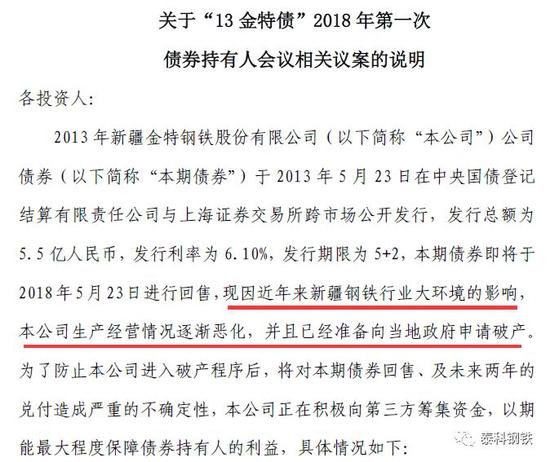 关于“13 金特债”2018 年第一次
债券持有人会议相关议案的说明
各投资人：
2013 年新疆金特钢铁股份有限公司（以下简称“本公司”）公司
债券（以下简称“本期债券”）于 2013 年 5 月 23 日在中央国债登记
结算有限责任公司与上海证券交易所跨市场公开发行，发行总额为
5.5 亿人民币，发行利率为 6.10%，发行期限为 5+2，本期债券即将于
2018 年 5 月 23 日进行回售，现因近年来新疆钢铁行业大环境的影响，
本公司生产经营情况逐渐恶化，并且已经准备向当地政府申请破产。
为了防止本公司进入破产程序后，将对本期债券回售、及未来两年的
兑付造成严重的不确定性，本公司正在积极向第三方筹集资金，以期
能最大程度保障债券持有人的利益，具体情况如下：
泰科钢铁